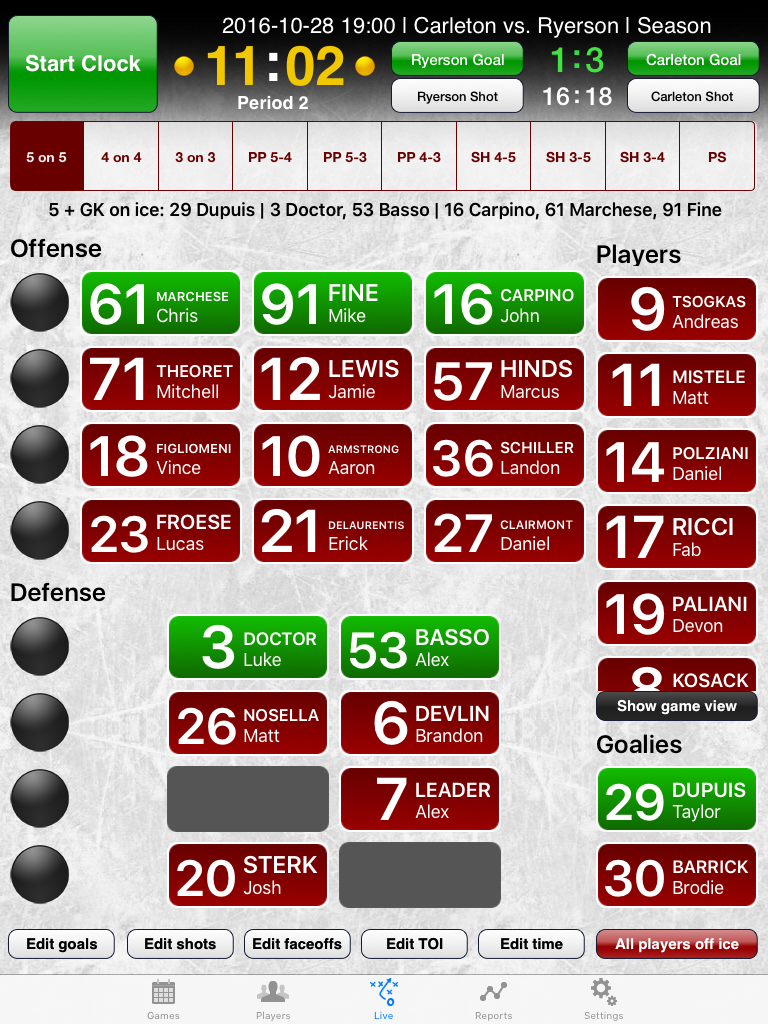 2016-10-28 19:00 | Carleton vs. Ryerson | Season
Start Clock
11:02
Period 2
Ryerson Goal
1:3
Carleton Goal
Ryerson Shot
16:18
Carleton Shot
5 on 5
4 on 4
3 on 3
PP 5-4
PP 5-3
PP 4-3
SH 4-5
SH 3-5
SH 3-4
PS
5 + GK on ice: 29 Dupuis | 3 Doctor, 53 Basso | 16 Carpino, 61 Marchese, 91 Fine
Offense
61 MARCHESE
Chris
91 FINE
Mike
16 CARPINO
John
71 THEORET
Mitchell
12 LEWIS
Jamie
57 HINDS
Marcus
18 FIGLIOMENI
Vince
10 ARMSTRONG
Aaron
36 SCHILLER
Landon
23 FROESE
Lucas
21 DELAURENTIS
Erick
27 CLAIRMONT
Daniel
Defense
3 DOCTOR
Luke
53 BASSO
Alex
26 NOSELLA
Matt
6 DEVLIN
Brandon
7 LEADER
Alex
20 STERK
Josh
Players
9 TSOGKAS
Andreas
11 MISTELE
Matt
14 POLZIANI
Daniel
17 RICCI
Fab
19 PALIANI
Devon
8 KOSACK
Show game view
Goalies
29 DUPUIS
Taylor
30 BARRICK
Brodie
Edit goals
Edit shots
Edit faceoffs
Edit TOI
Edit time
All players off ice
Games
Players
Live
Reports
Settings